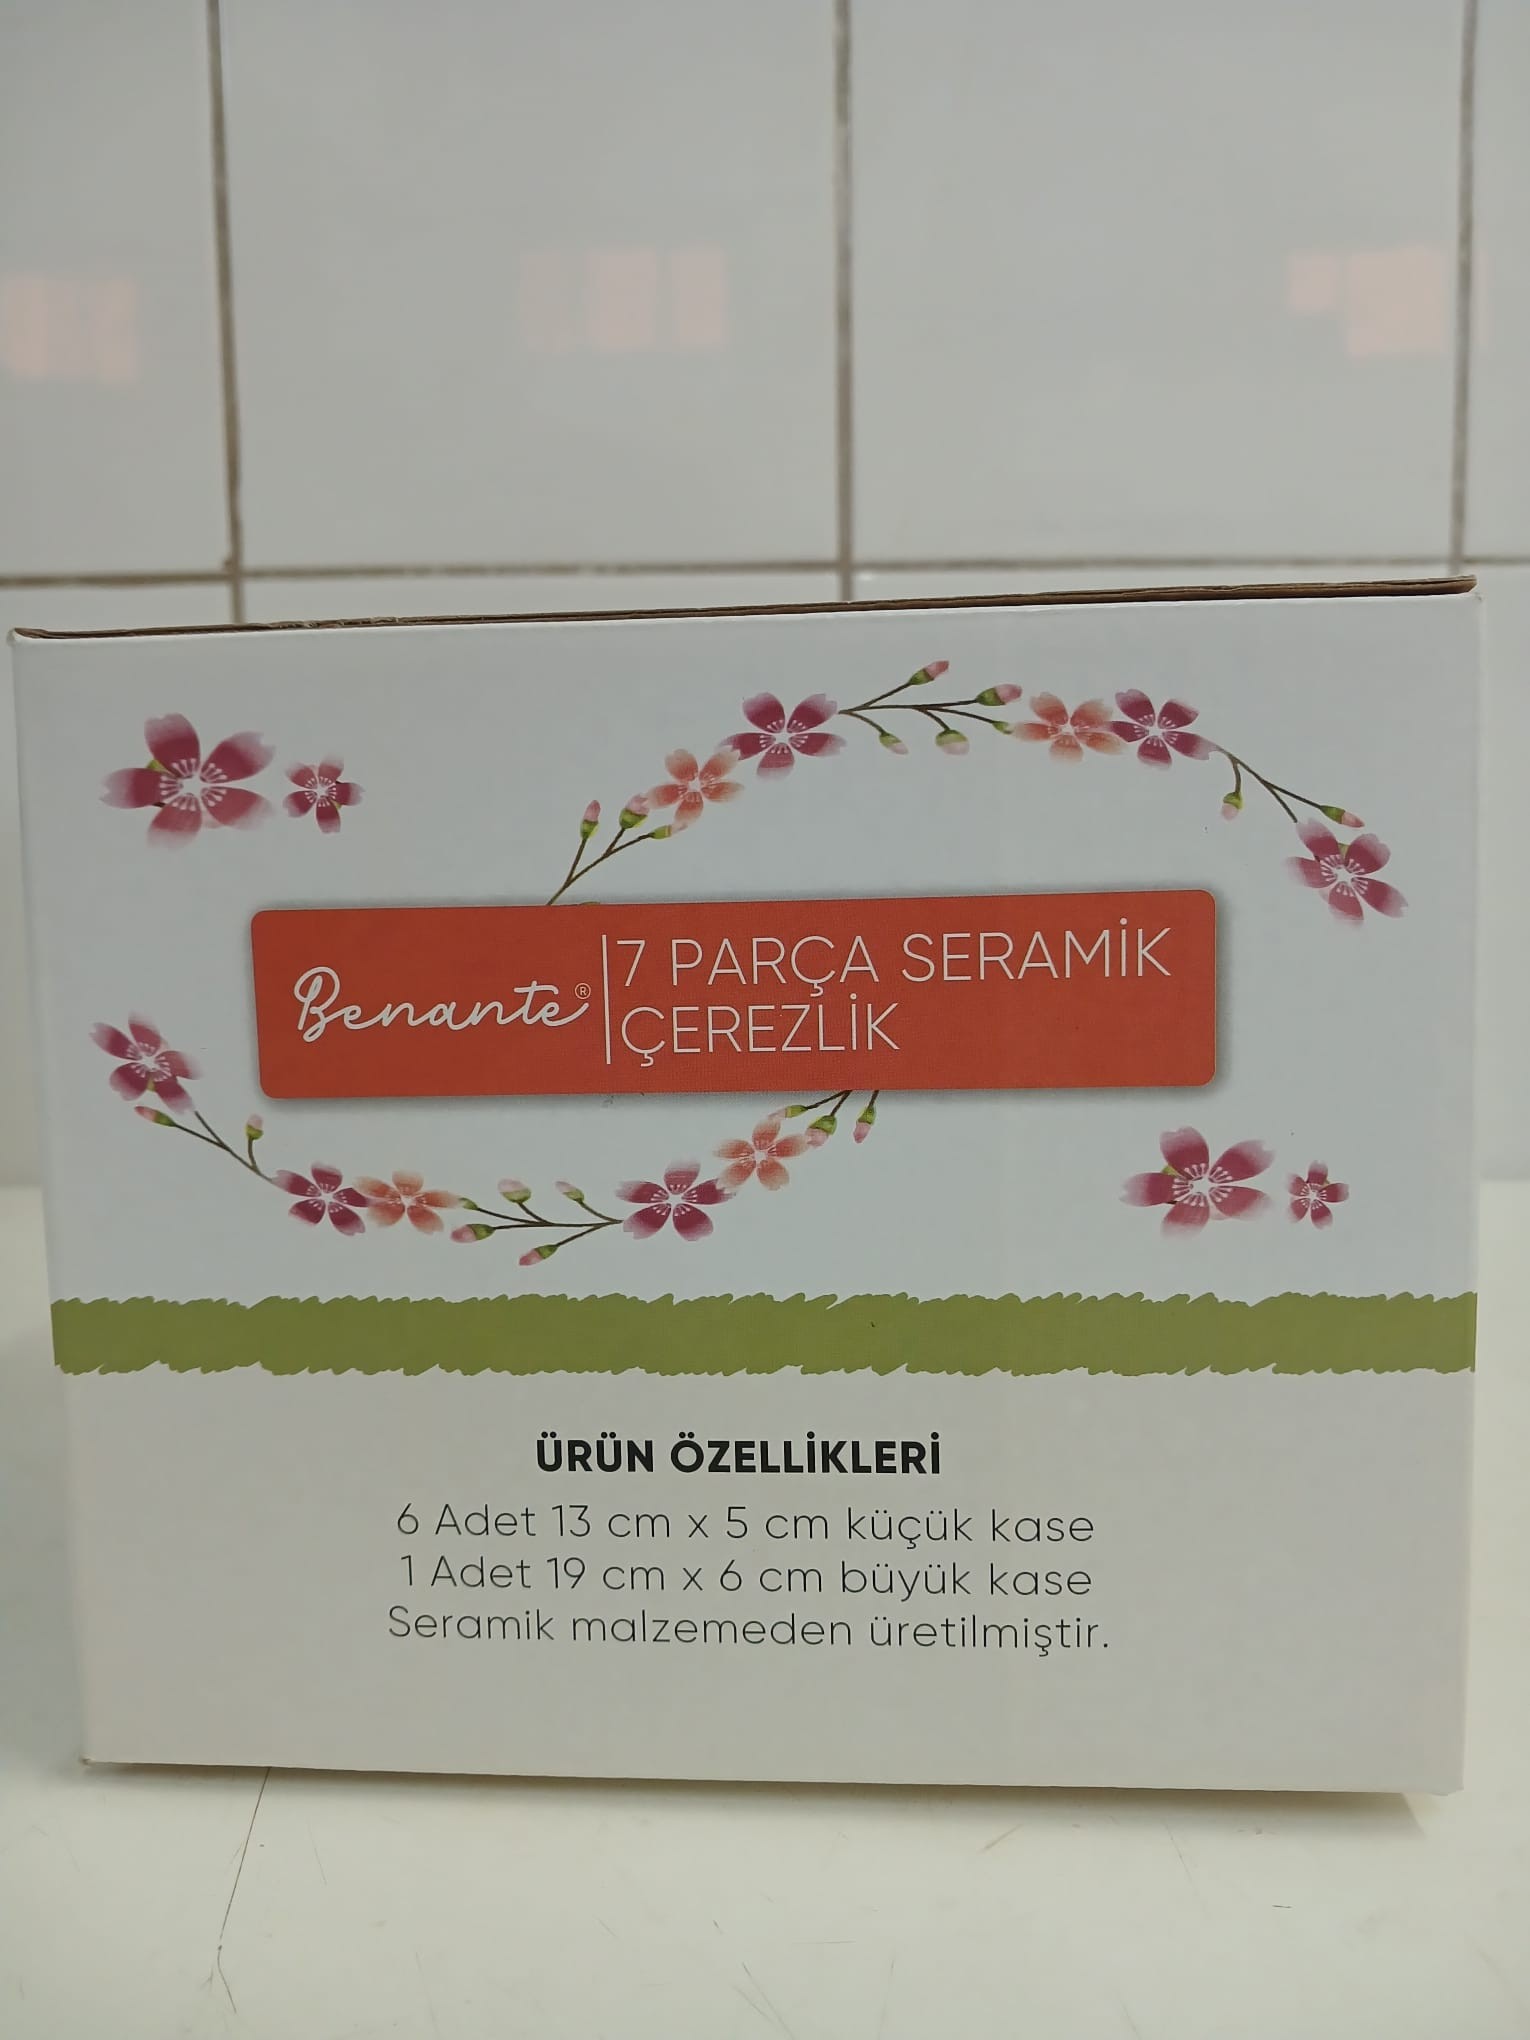 Benante®
7 PARÇA SERAMİK
ÇEREZLİK
ÜRÜN ÖZELLİKLERİ
6 Adet 13 cm x 5 cm küçük kase
1 Adet 19 cm x 6 cm büyük kase
Seramik malzemeden üretilmiştir.